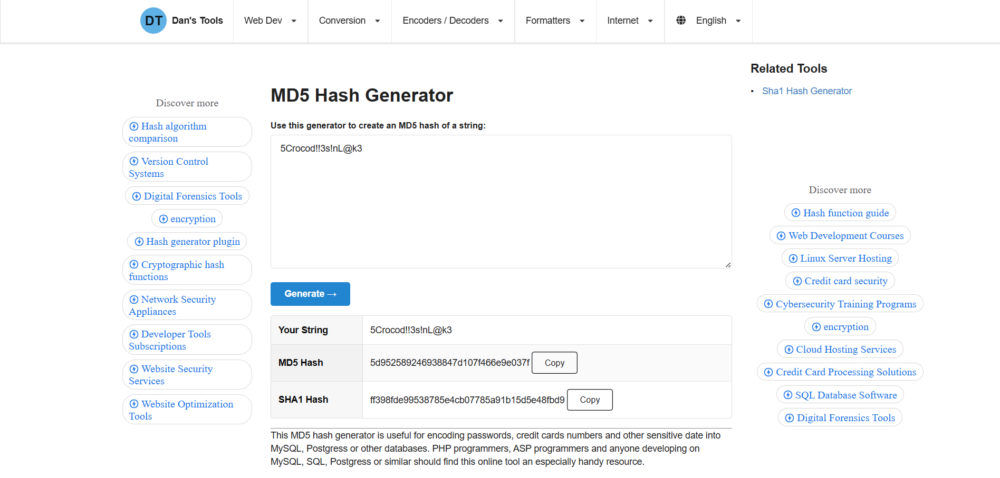 DT Dan's Tools Web Dev Conversion Encoders / Decoders Formatters Internet English
Related Tools
• Sha1 Hash Generator
Discover more
Hash algorithm
comparison
Version Control
Systems
Digital Forensics Tools
encryption
Hash generator plugin
Cryptographic hash
functions
Network Security
Appliances
Developer Tools
Subscriptions
Website Security
Services
Website Optimization
Tools
MD5 Hash Generator
Use this generator to create an MD5 hash of a string:
5Crocod!!3s!nL@k3
Generate →
Your String 5Crocod!!3s!nL@k3
MD5 Hash 5d952589246938847d107f466e9e037f Copy
SHA1 Hash ff398fde99538785e4cb07785a91b15d5e48fbd9 Copy
This MD5 hash generator is useful for encoding passwords, credit cards numbers and other sensitive date into
MySQL, Postgress or other databases. PHP programmers, ASP programmers and anyone developing on
MySQL, SQL, Postgress or similar should find this online tool an especially handy resource.
Discover more
Hash function guide
Web Development Courses
Linux Server Hosting
Credit card security
Cybersecurity Training Programs
encryption
Cloud Hosting Services
Credit Card Processing Solutions
SQL Database Software
Digital Forensics Tools